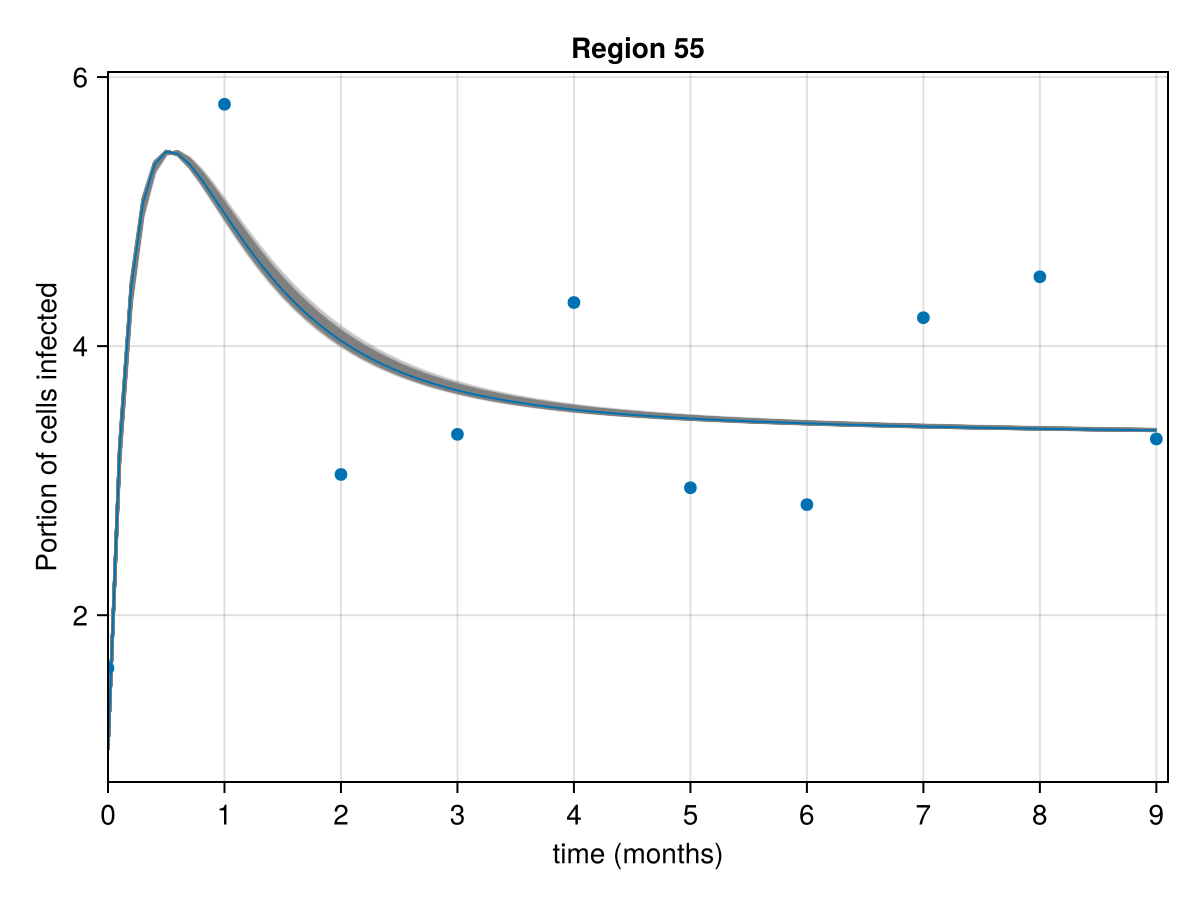 Region 55
6
4
2
Portion of cells infected
0 1 2 3 4 5 6 7 8 9
time (months)